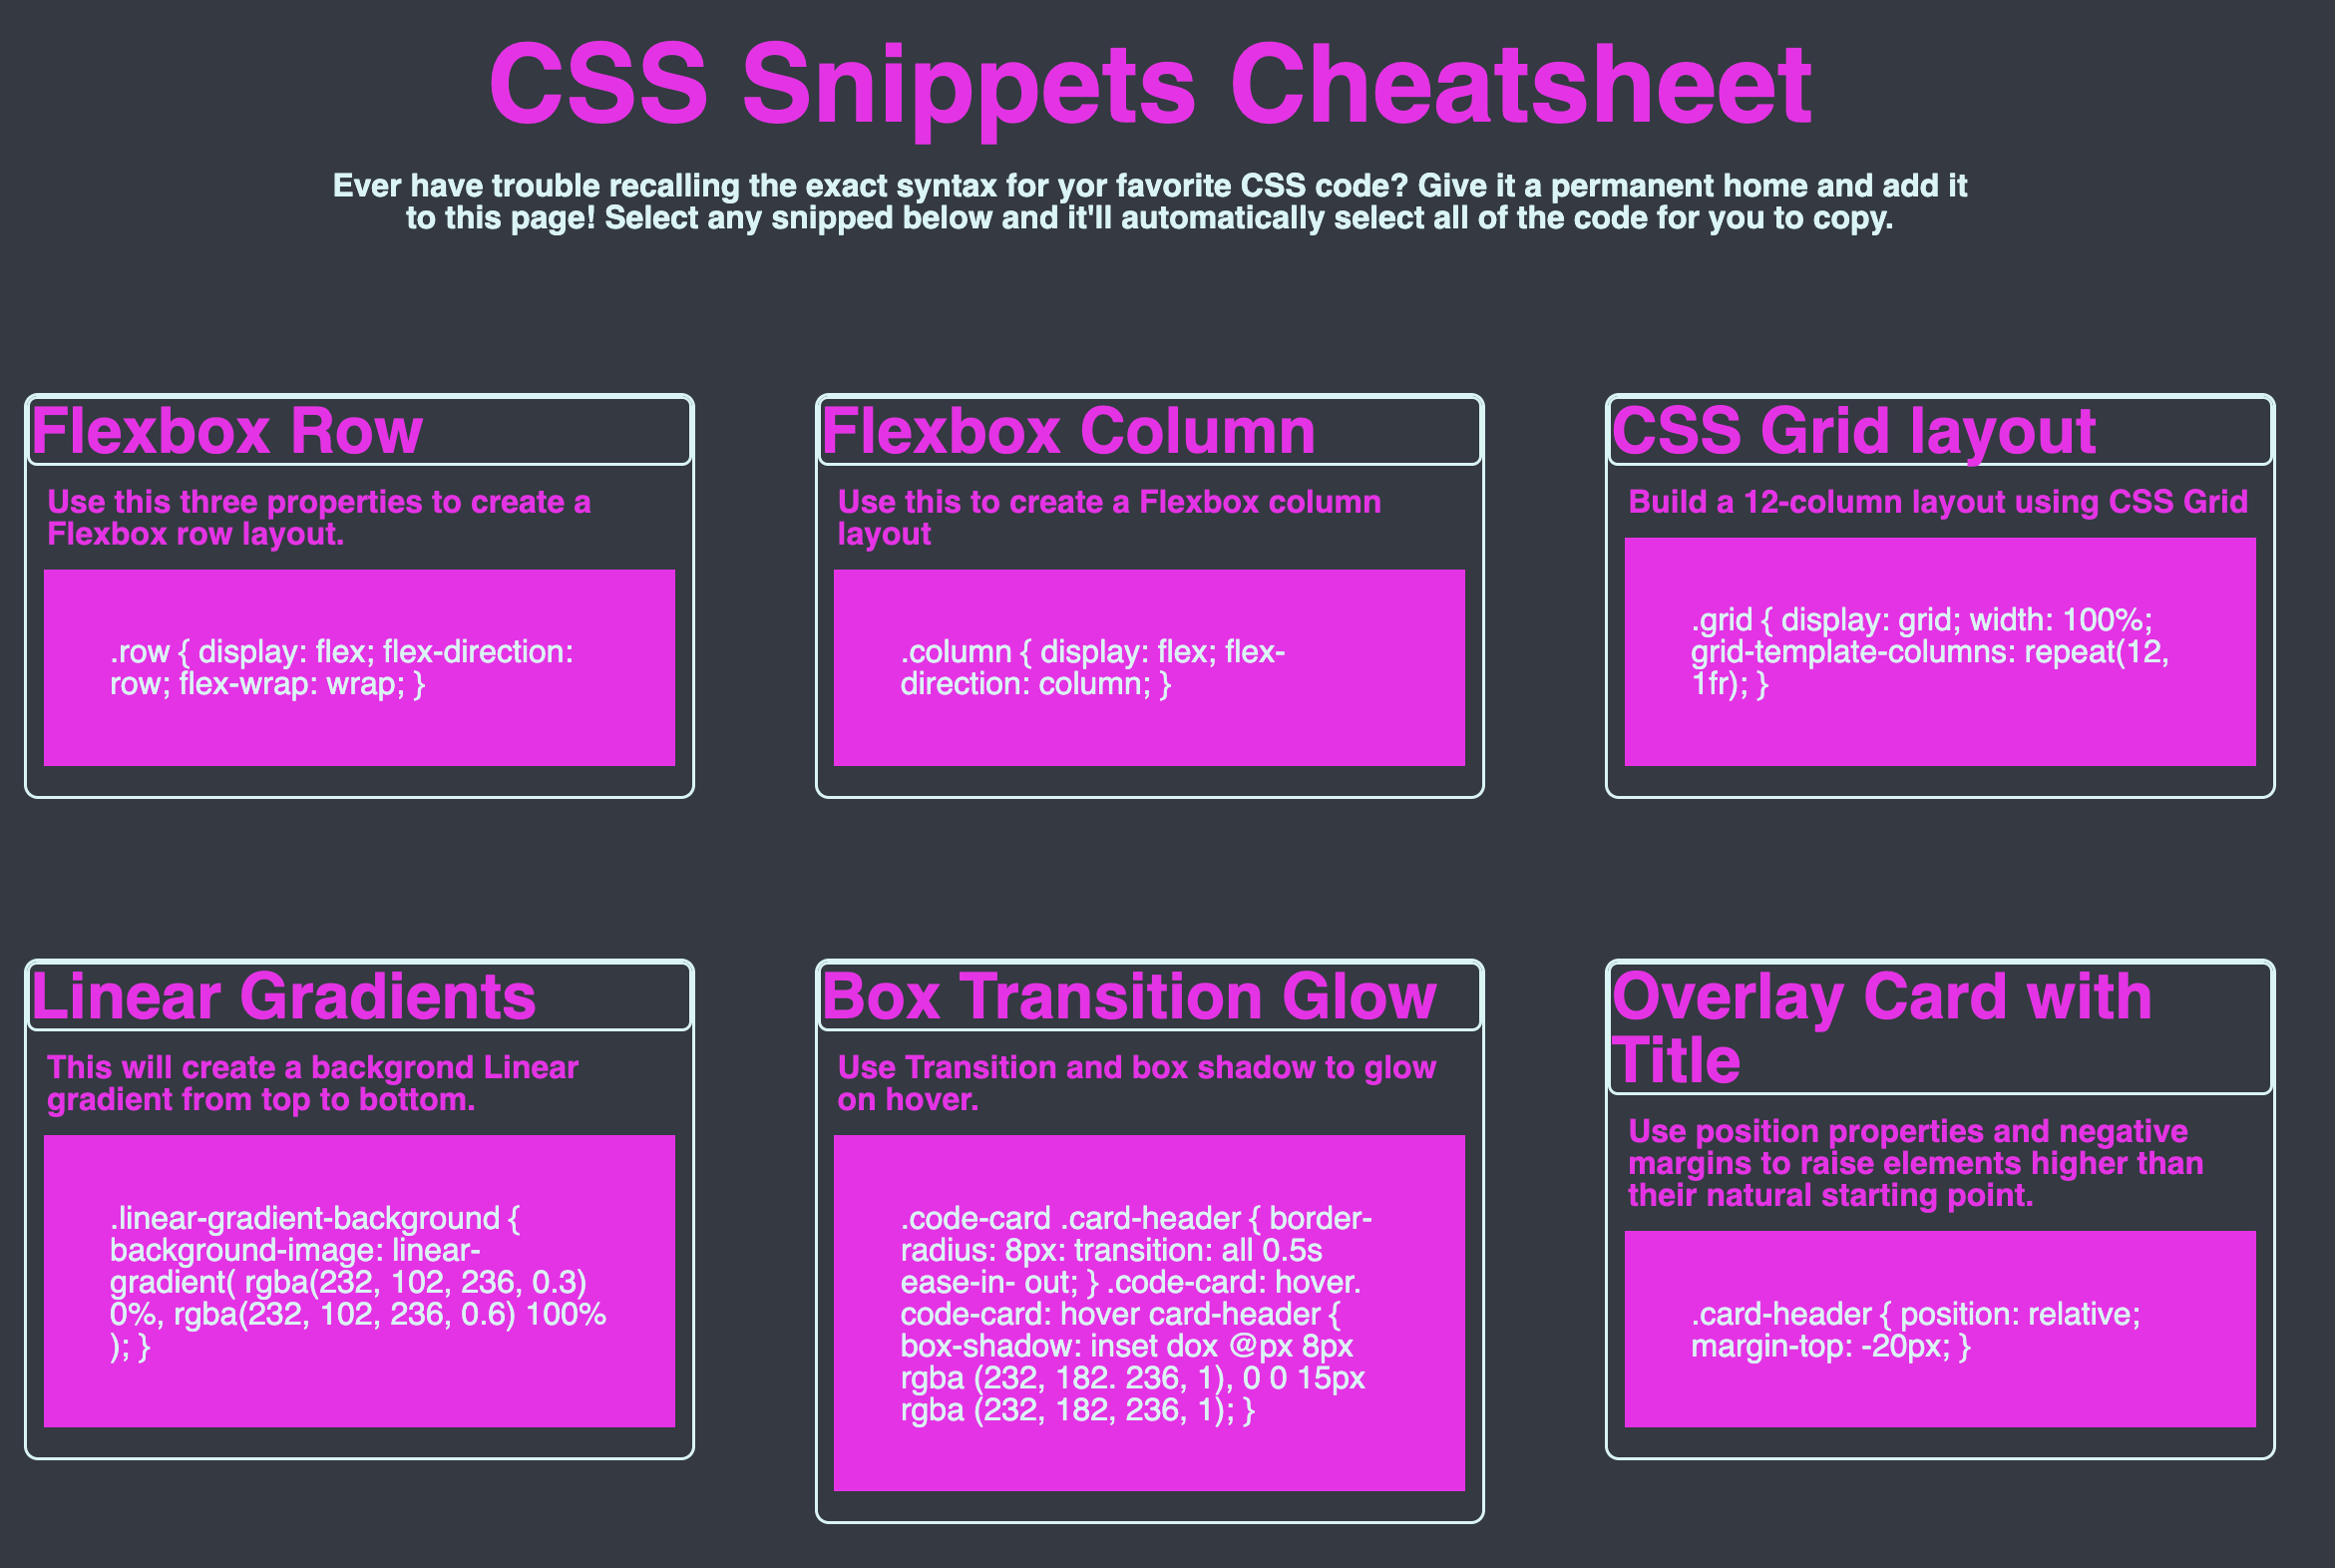 CSS Snippets Cheatsheet
Ever have trouble recalling the exact syntax for yor favorite CSS code? Give it a permanent home and add it
to this page! Select any snipped below and it'll automatically select all of the code for you to copy.
Flexbox Row
Use this three properties to create a
Flexbox row layout.
.row { display: flex; flex-direction:
row; flex-wrap: wrap; }
Flexbox Column
Use this to create a Flexbox column
layout
.column { display: flex; flex-
direction: column; }
CSS Grid layout
Build a 12-column layout using CSS Grid
.grid { display: grid; width: 100%;
grid-template-columns: repeat(12,
1fr); }
Linear Gradients
This will create a backgrond Linear
gradient from top to bottom.
.linear-gradient-background {
background-image: linear-
gradient( rgba(232, 102, 236, 0.3)
0%, rgba(232, 102, 236, 0.6) 100%
); }
Box Transition Glow
Use Transition and box shadow to glow
on hover.
.code-card .card-header { border-
radius: 8px: transition: all 0.5s
ease-in- out; } .code-card: hover.
code-card: hover card-header {
box-shadow: inset dox @px 8px
rgba (232, 182. 236, 1), 0 0 15px
rgba (232, 182, 236, 1); }
Overlay Card with
Title
Use position properties and negative
margins to raise elements higher than
their natural starting point.
.card-header { position: relative;
margin-top: -20px; }